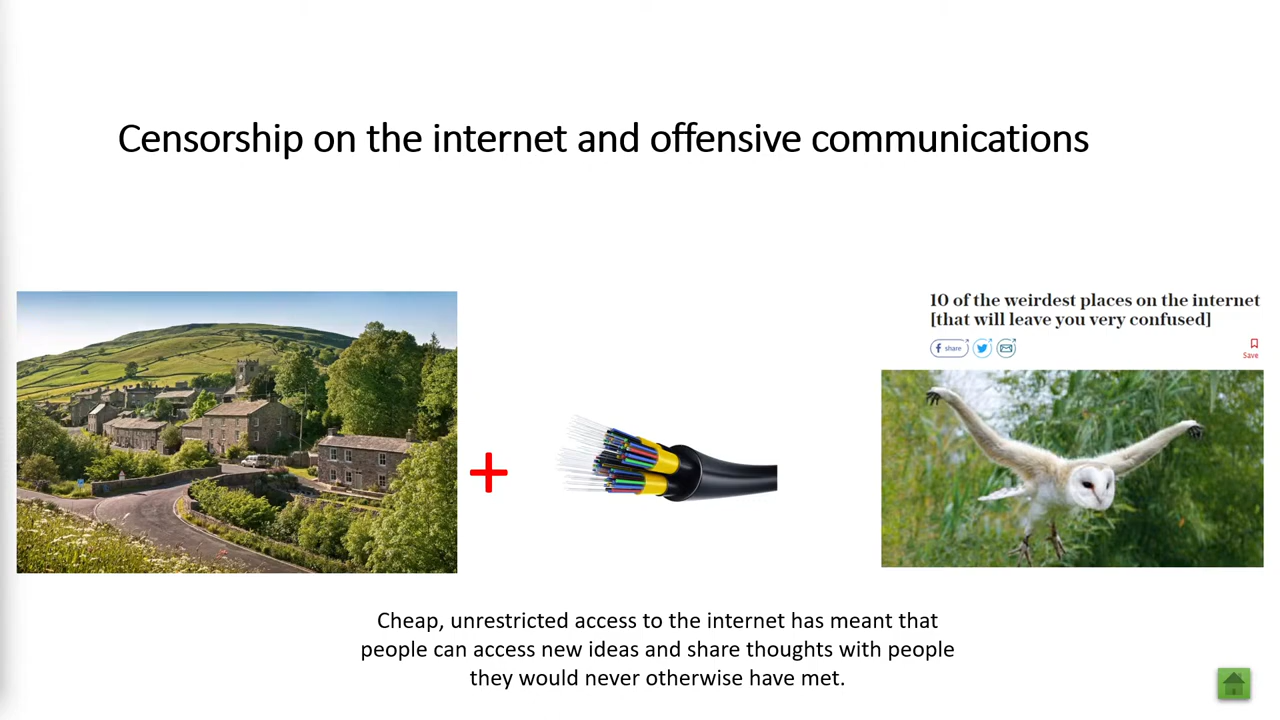 Censorship on the internet and offensive communications
10 of the weirdest places on the internet
[that will leave you very confused]
share
Save
Cheap, unrestricted access to the internet has meant that
people can access new ideas and share thoughts with people
they would never otherwise have met.